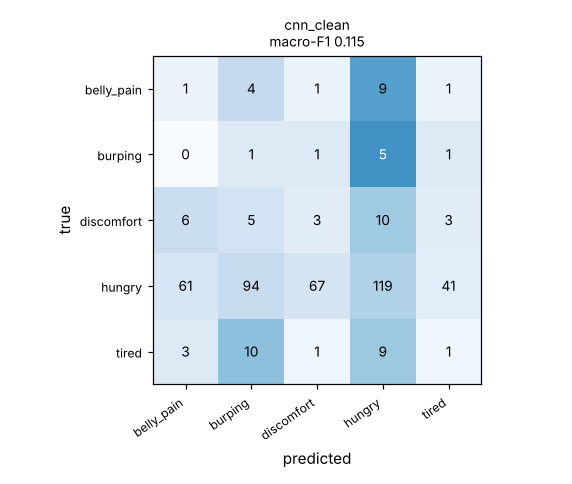 cnn_clean
macro-F1 0.115
true
belly_pain 1 4 1 9 1
burping 0 1 1 5 1
discomfort 6 5 3 10 3
hungry 61 94 67 119 41
tired 3 10 1 9 1
belly_pain burping discomfort hungry tired
predicted